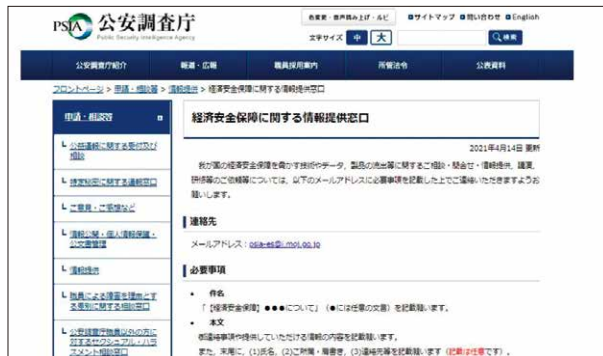 PSIA 公安調査庁
Public Security Intelligence Agency
色変更・音声読み上げ・ルビ サイトマップ 問い合わせ English
文字サイズ 中 大 検索
公安調査庁紹介 報道・広報 職員採用案内 所管法令 公表資料
フロントページ > 申請・相談等 > 情報提供 > 経済安全保障に関する情報提供窓口
申請・相談等
公益通報に関する受付及び
相談
特定秘密に関する通報窓口
ご意見・ご感想など
情報公開・個人情報保護・
公文書管理
情報提供
職員による障害を理由とす
る差別に関する相談窓口
公安調査庁職員以外の方に
対するセクシュアル・ハラ
スメント相談窓口
経済安全保障に関する情報提供窓口
2021年4月14日 更新
我が国の経済安全保障を脅かす技術やデータ、製品の流出等に関するご相談・問合せ・情報提供、講演、
研修等のご依頼等については、以下のメールアドレスに必要事項を記載した上でご連絡いただきますようお
願いします。
連絡先
メールアドレス：psia-es@i.moj.go.jp
必要事項
• 件名
「【経済安全保障】●●●について」（●には任意の文言）を記載願います。
• 本文
御連絡事項や提供していただける情報の内容を記載願います。
また、末尾に、(1)氏名、(2)ご所属・肩書き、(3)連絡先等を記載願います（記載は任意です）。